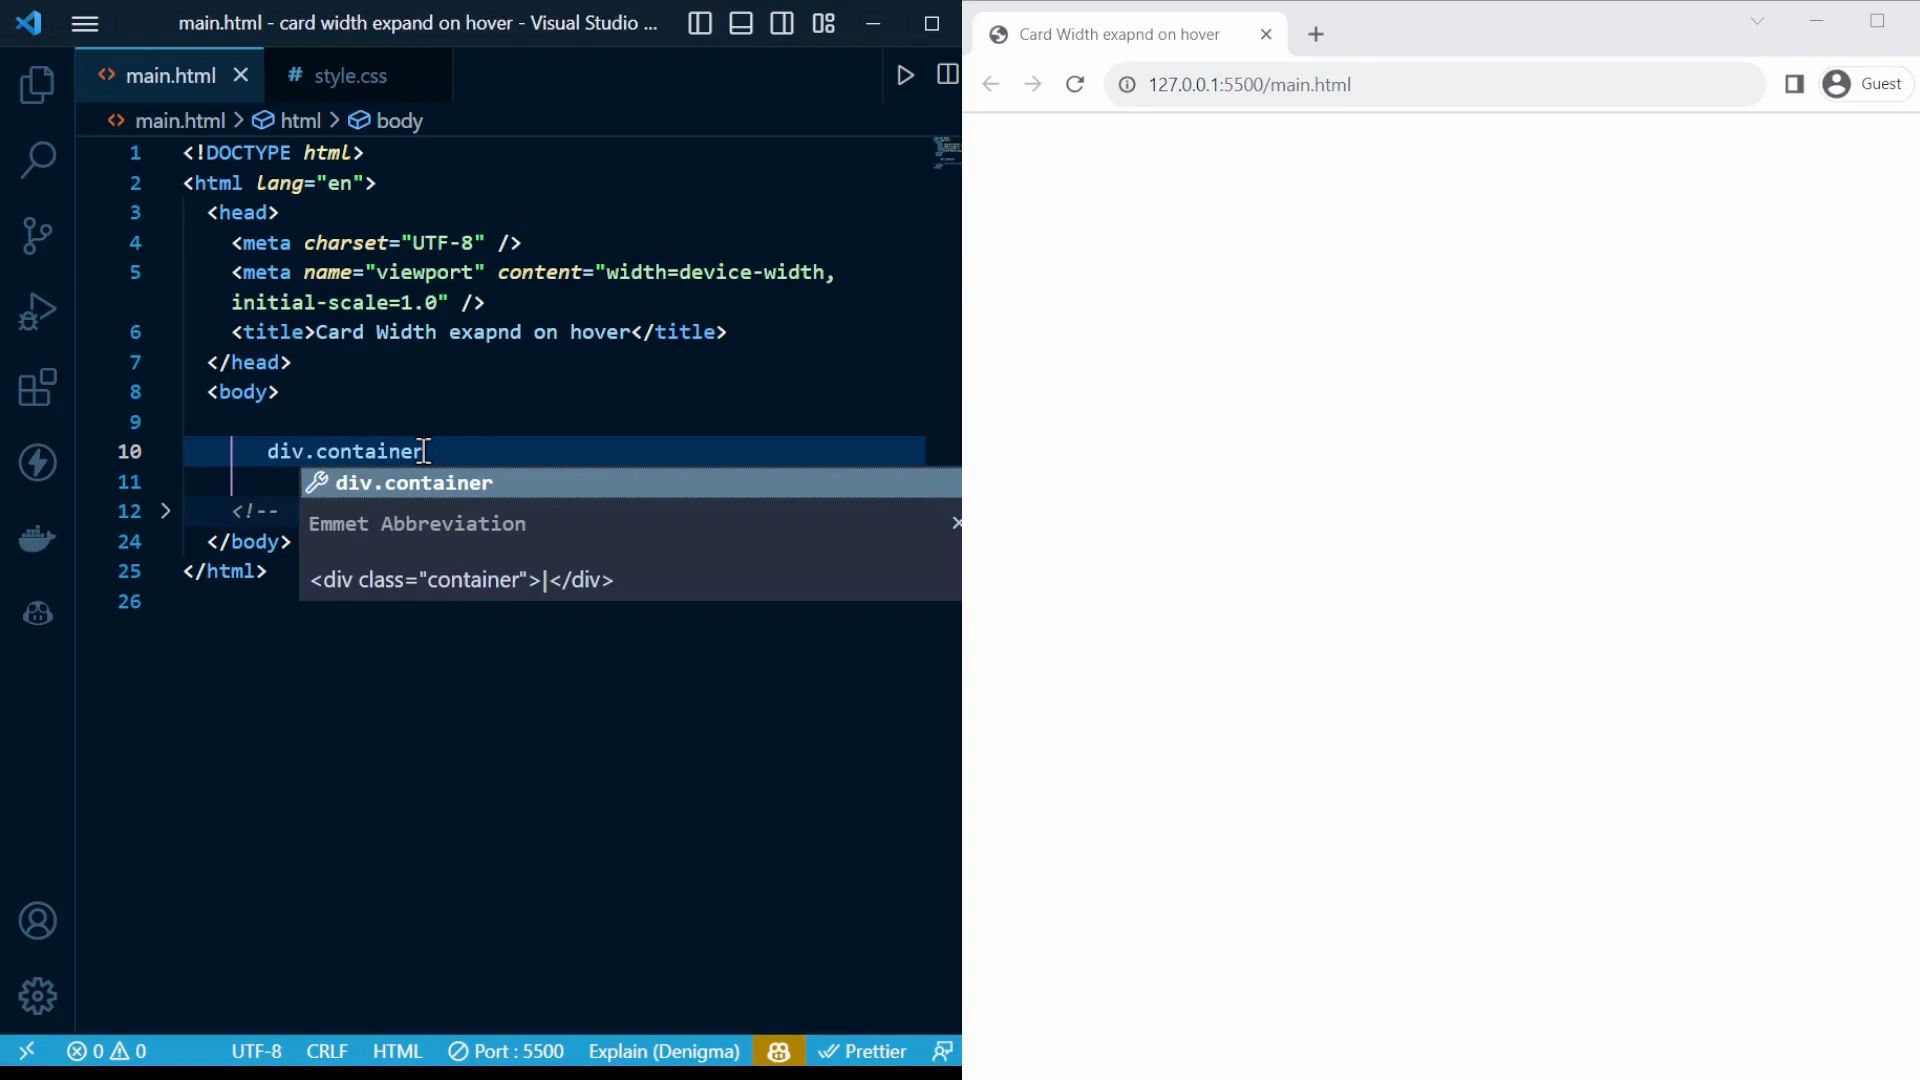 main.html - card width expand on hover - Visual Studio ...
main.html
# style.css
main.html > html > body
1 <!DOCTYPE html>
2 <html lang="en">
3 <head>
4 <meta charset="UTF-8" />
5 <meta name="viewport" content="width=device-width,
initial-scale=1.0" />
6 <title>Card Width exapnd on hover</title>
7 </head>
8 <body>
9
10 div.container
11 div.container
12 <!--
Emmet Abbreviation
24 </body>
<div class="container">|</div>
25 </html>
26
0 0 UTF-8 CRLF HTML Port : 5500 Explain (Denigma) Prettier
Card Width exapnd on hover
127.0.0.1:5500/main.html
Guest